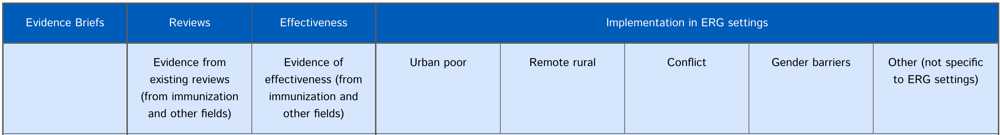 Evidence Briefs
Reviews
Effectiveness
Implementation in ERG settings
Evidence from
existing reviews
(from immunization
and other fields)
Evidence of
effectiveness (from
immunization and
other fields)
Urban poor
Remote rural
Conflict
Gender barriers
Other (not specific
to ERG settings)